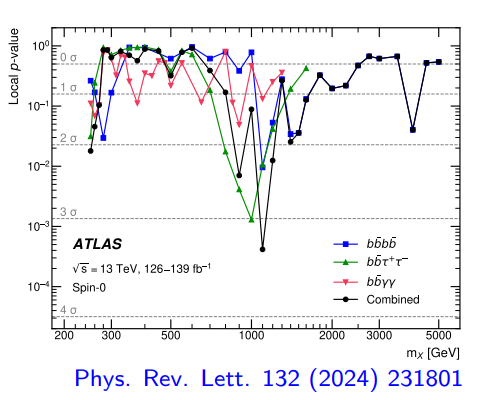 Local p-value
10⁰
10⁻¹
10⁻²
10⁻³
10⁻⁴
0 σ
1 σ
2 σ
3 σ
4 σ
ATLAS
√s = 13 TeV, 126−139 fb⁻¹
Spin-0
bb̄bb̄
bb̄τ⁺τ⁻
bb̄γγ
Combined
200 300 500 1000 2000 3000 5000
m_X [GeV]
Phys. Rev. Lett. 132 (2024) 231801